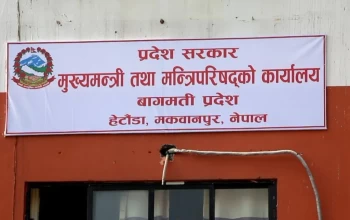 प्रदेश सरकार
मुख्यमन्त्री तथा मन्त्रिपरिषद्को कार्यालय
बागमती प्रदेश
हेटौंडा, मकवानपुर, नेपाल